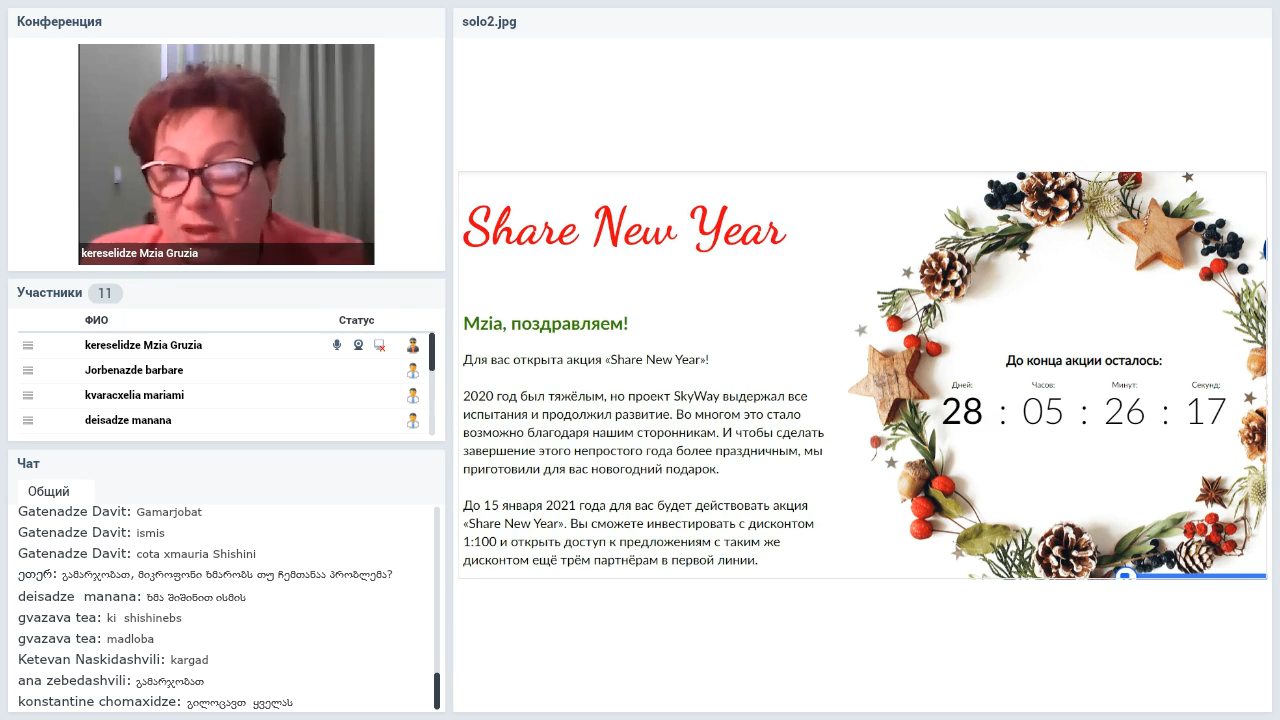 Конференция
kereselidze Mzia Gruzia
Участники 11
ФИО Статус
kereselidze Mzia Gruzia
Jorbenazde barbare
kvaracxelia mariami
deisadze manana
Чат
Общий
Gatenadze Davit: Gamarjobat
Gatenadze Davit: ismis
Gatenadze Davit: cota xmauria Shishini
ეთერ: გამარჯობათ, მიკროფონი ხმარობს თუ ჩემთანაა პრობლემა?
deisadze manana: ხმა შიშინით ისმის
gvazava tea: ki shishinebs
gvazava tea: madloba
Ketevan Naskidashvili: kargad
ana zebedashvili: გამარჯობათ
konstantine chomaxidze: გილოცავთ ყველას
solo2.jpg
Share New Year
Mzia, поздравляем!
Для вас открыта акция «Share New Year»!
2020 год был тяжёлым, но проект SkyWay выдержал все
испытания и продолжил развитие. Во многом это стало
возможно благодаря нашим сторонникам. И чтобы сделать
завершение этого непростого года более праздничным, мы
приготовили для вас новогодний подарок.
До 15 января 2021 года для вас будет действовать акция
«Share New Year». Вы сможете инвестировать с дисконтом
1:100 и открыть доступ к предложениям с таким же
дисконтом ещё трём партнёрам в первой линии.
До конца акции осталось:
Дней: Часов: Минут: Секунд:
28 : 05 : 26 : 17